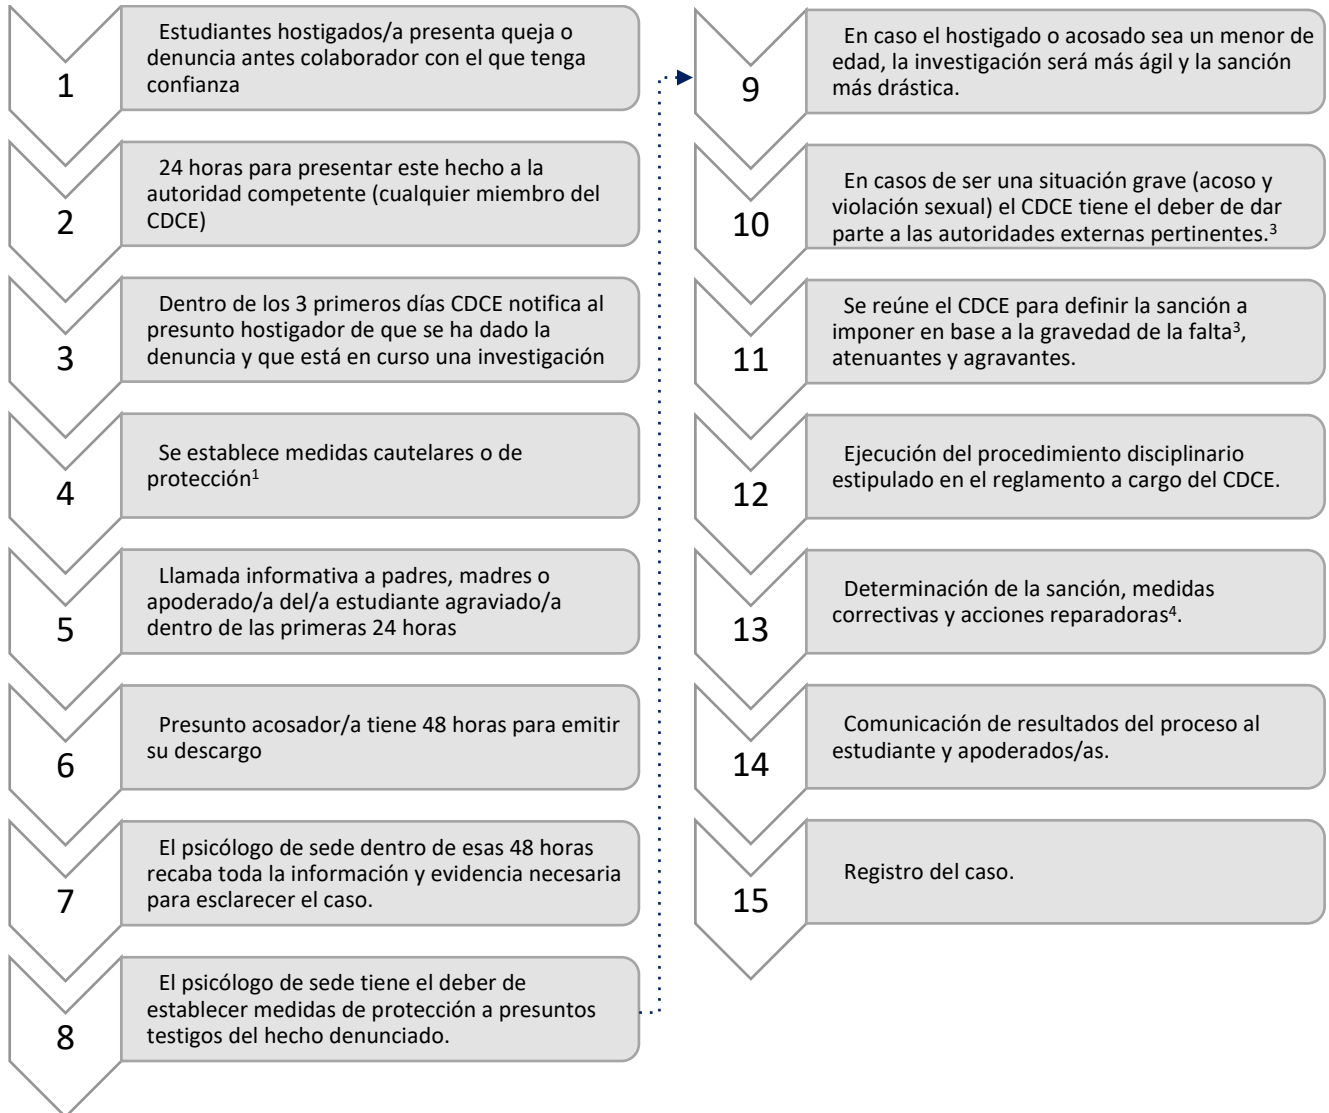 1
Estudiantes hostigados/a presenta queja o
denuncia antes colaborador con el que tenga
confianza
2
24 horas para presentar este hecho a la
autoridad competente (cualquier miembro del
CDCE)
3
Dentro de los 3 primeros días CDCE notifica al
presunto hostigador de que se ha dado la
denuncia y que está en curso una investigación
4
Se establece medidas cautelares o de
protección¹
5
Llamada informativa a padres, madres o
apoderado/a del/a estudiante agraviado/a
dentro de las primeras 24 horas
6
Presunto acosador/a tiene 48 horas para emitir
su descargo
7
El psicólogo de sede dentro de esas 48 horas
recaba toda la información y evidencia necesaria
para esclarecer el caso.
8
El psicólogo de sede tiene el deber de
establecer medidas de protección a presuntos
testigos del hecho denunciado.
9
En caso el hostigado o acosado sea un menor de
edad, la investigación será más ágil y la sanción
más drástica.
10
En casos de ser una situación grave (acoso y
violación sexual) el CDCE tiene el deber de dar
parte a las autoridades externas pertinentes.³
11
Se reúne el CDCE para definir la sanción a
imponer en base a la gravedad de la falta³,
atenuantes y agravantes.
12
Ejecución del procedimiento disciplinario
estipulado en el reglamento a cargo del CDCE.
13
Determinación de la sanción, medidas
correctivas y acciones reparadoras⁴.
14
Comunicación de resultados del proceso al
estudiante y apoderados/as.
15
Registro del caso.